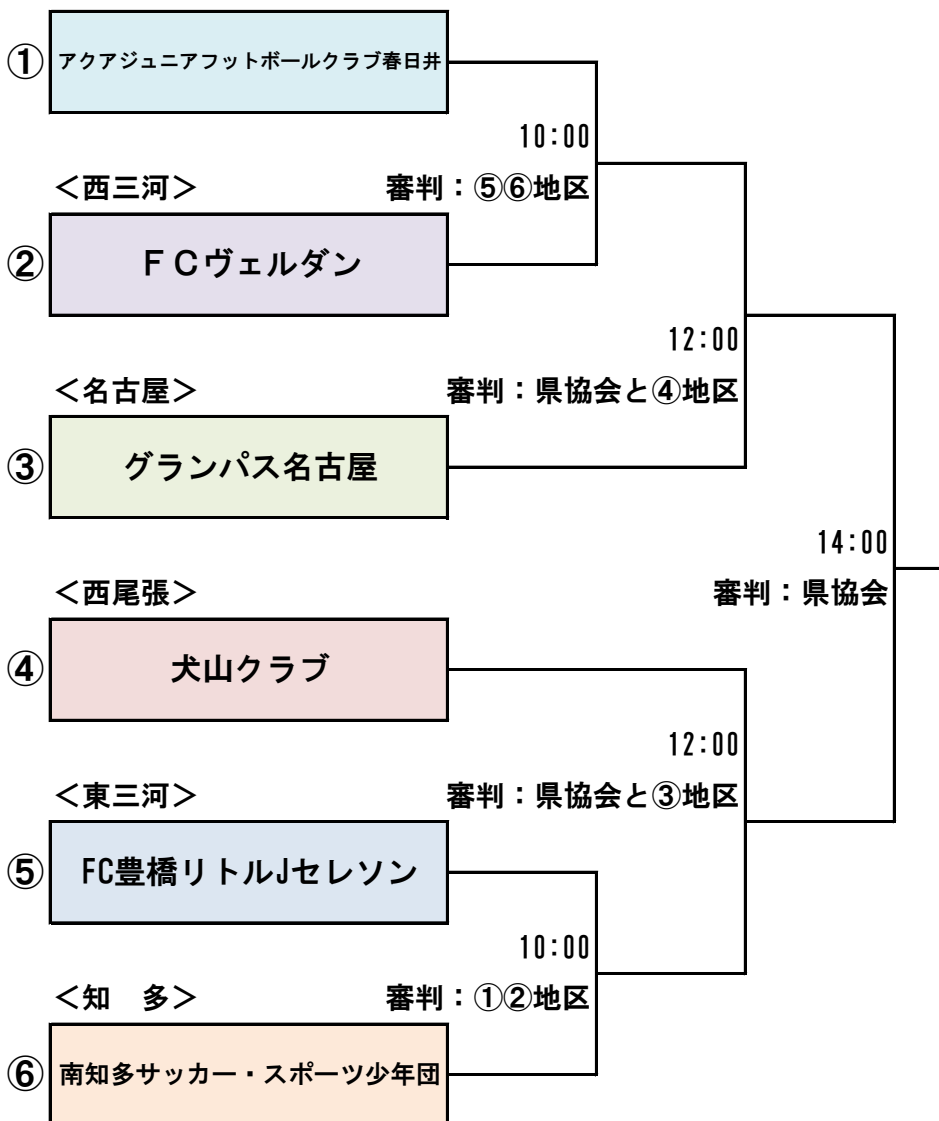 ① アクアジュニアフットボールクラブ春日井
10:00
＜西三河＞ 審判：⑤⑥地区
② ＦＣヴェルダン
12:00
＜名古屋＞ 審判：県協会と④地区
③ グランパス名古屋
14:00
＜西尾張＞ 審判：県協会
④ 犬山クラブ
12:00
＜東三河＞ 審判：県協会と③地区
⑤ FC豊橋リトルJセレソン
10:00
＜知　多＞ 審判：①②地区
⑥ 南知多サッカー・スポーツ少年団